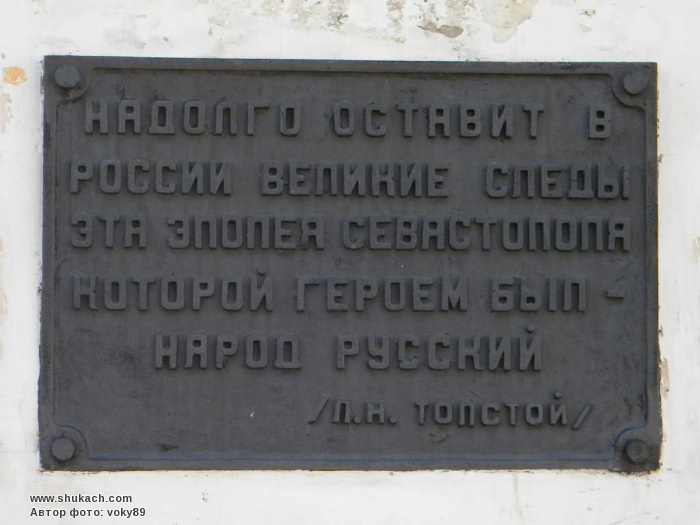 НАДОЛГО ОСТАВИТ В
РОССИИ ВЕЛИКИЕ СЛЕДЫ
ЭТА ЭПОПЕЯ СЕВАСТОПОЛЯ
КОТОРОЙ ГЕРОЕМ БЫЛ –
НАРОД РУССКИЙ
/Л.Н. ТОЛСТОЙ/
www.shukach.com
Автор фото: voky89